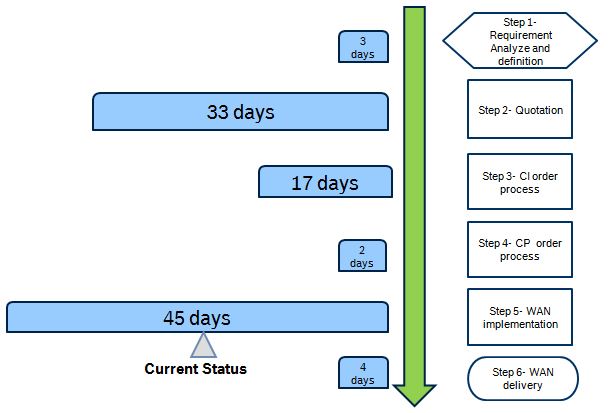 3
days
Step 1-
Requirement
Analyze and
definition
33 days
Step 2- Quotation
17 days
Step 3- CI order
process
2
days
Step 4- CP order
process
45 days
Step 5- WAN
implementation
Current Status
4
days
Step 6- WAN
delivery